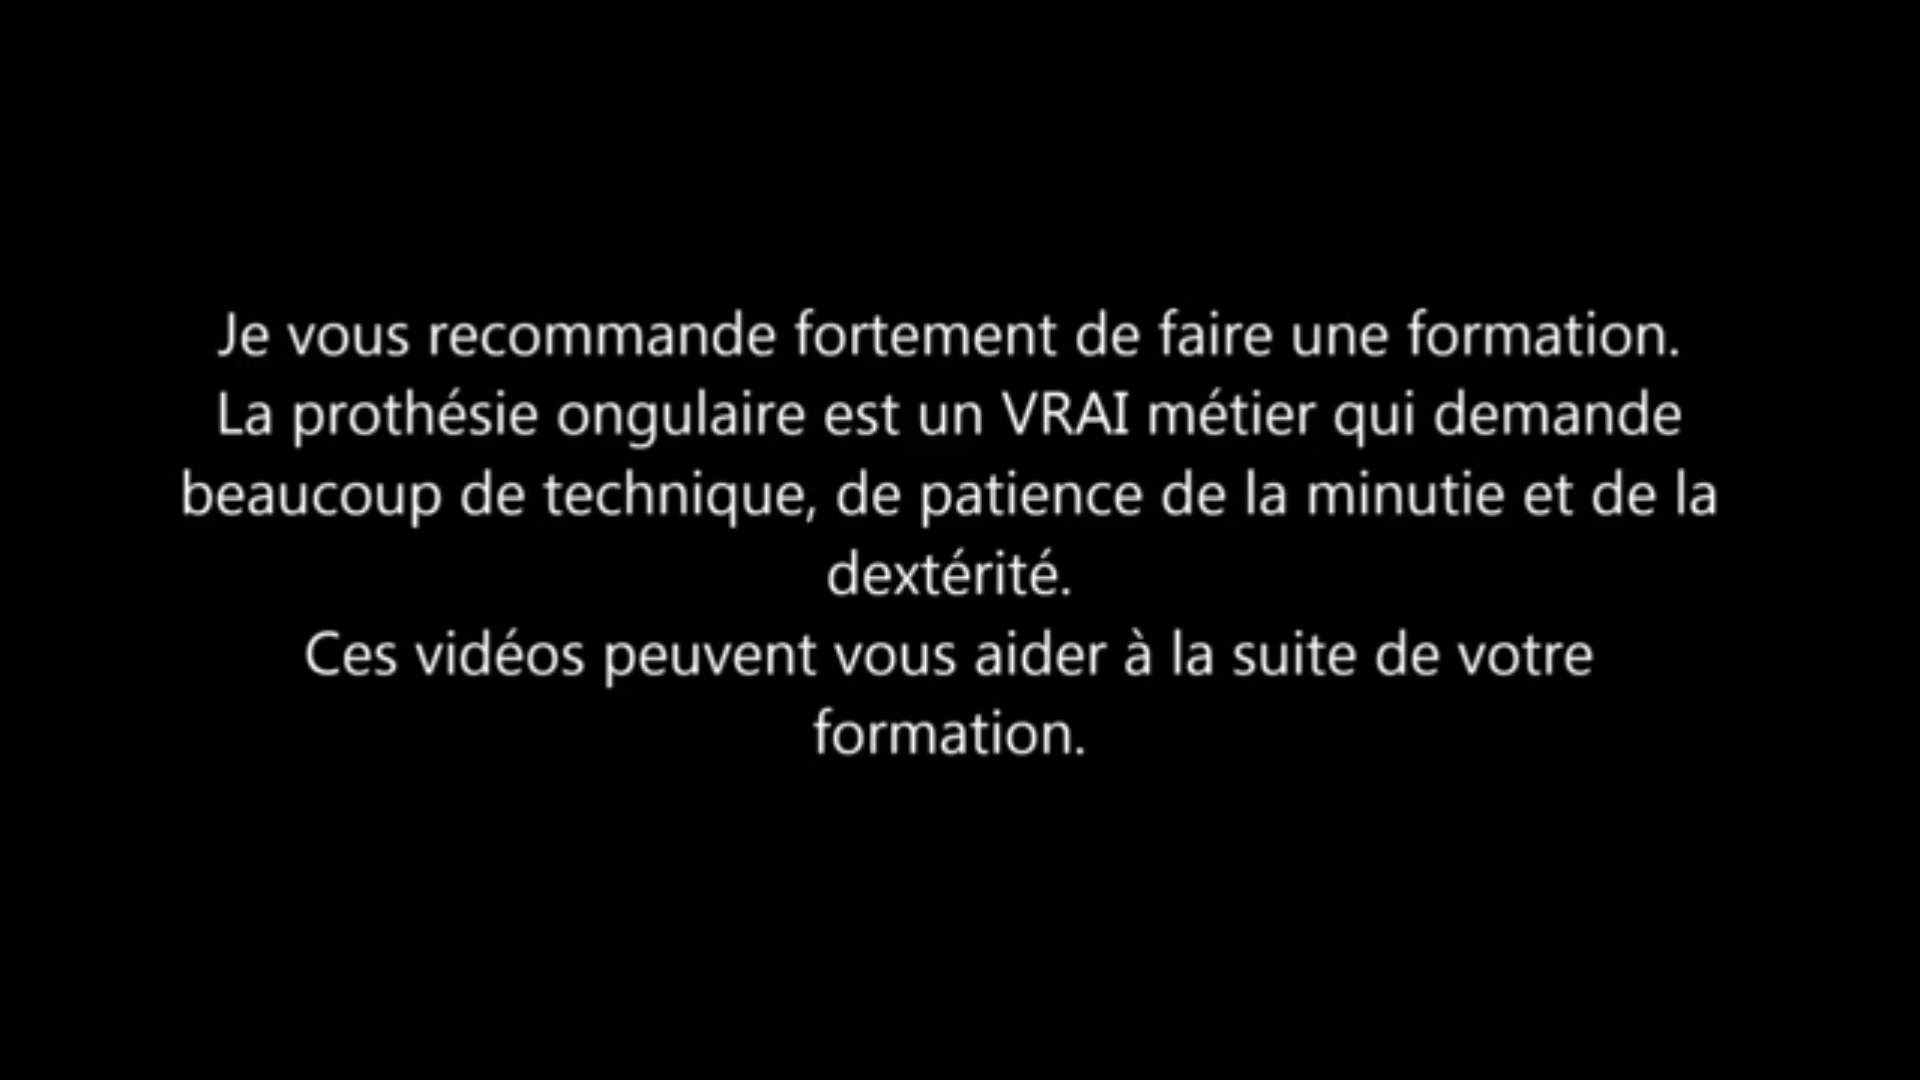 Je vous recommande fortement de faire une formation.
La prothésie ongulaire est un VRAI métier qui demande
beaucoup de technique, de patience de la minutie et de la
dextérité.
Ces vidéos peuvent vous aider à la suite de votre
formation.